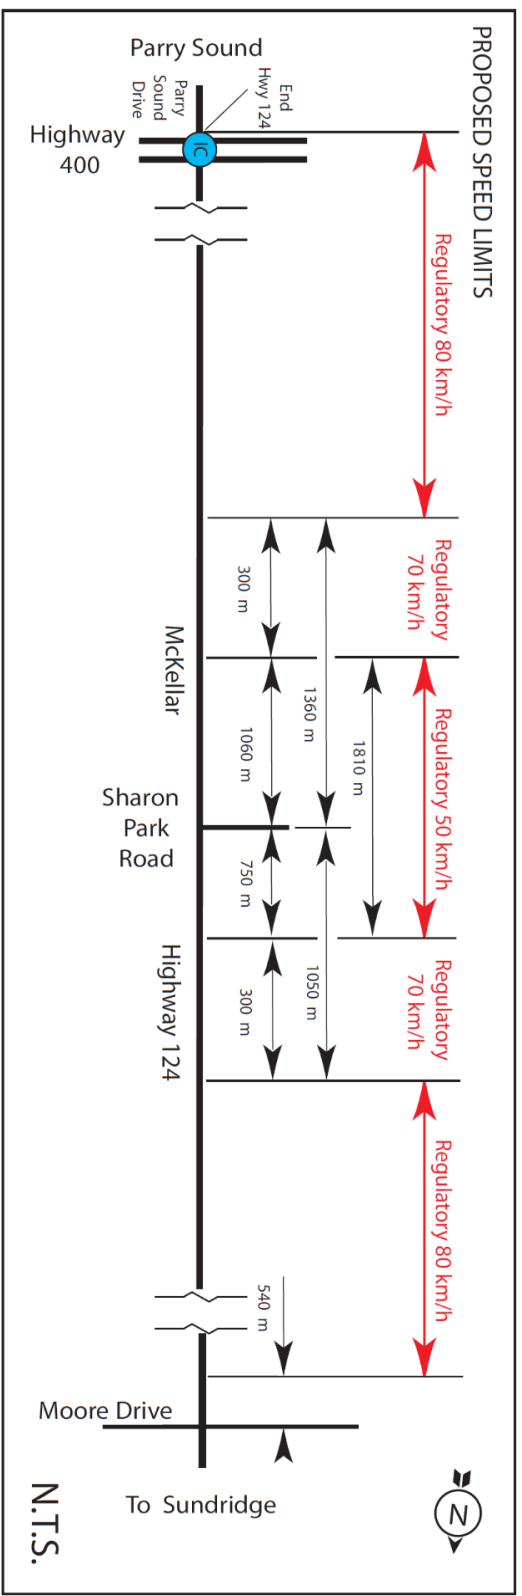 PROPOSED SPEED LIMITS
Parry Sound
Parry
Sound
Drive
End
Hwy 124
Highway
400
IC
Regulatory 80 km/h
Regulatory
70 km/h
300 m
McKellar
1360 m
1060 m
1810 m
Regulatory 50 km/h
Sharon
Park
Road
750 m
Highway 124
300 m
1050 m
Regulatory
70 km/h
Regulatory 80 km/h
540 m
Moore Drive
To Sundridge
N
N.T.S.